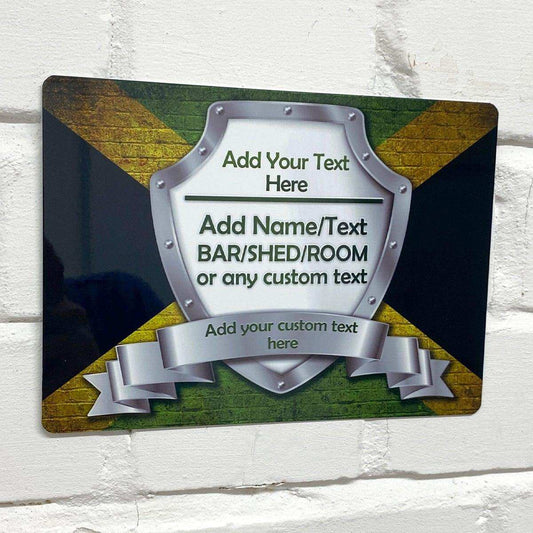 Add Your Text
Here
Add Name/Text
BAR/SHED/ROOM
or any custom text
Add your custom text
here